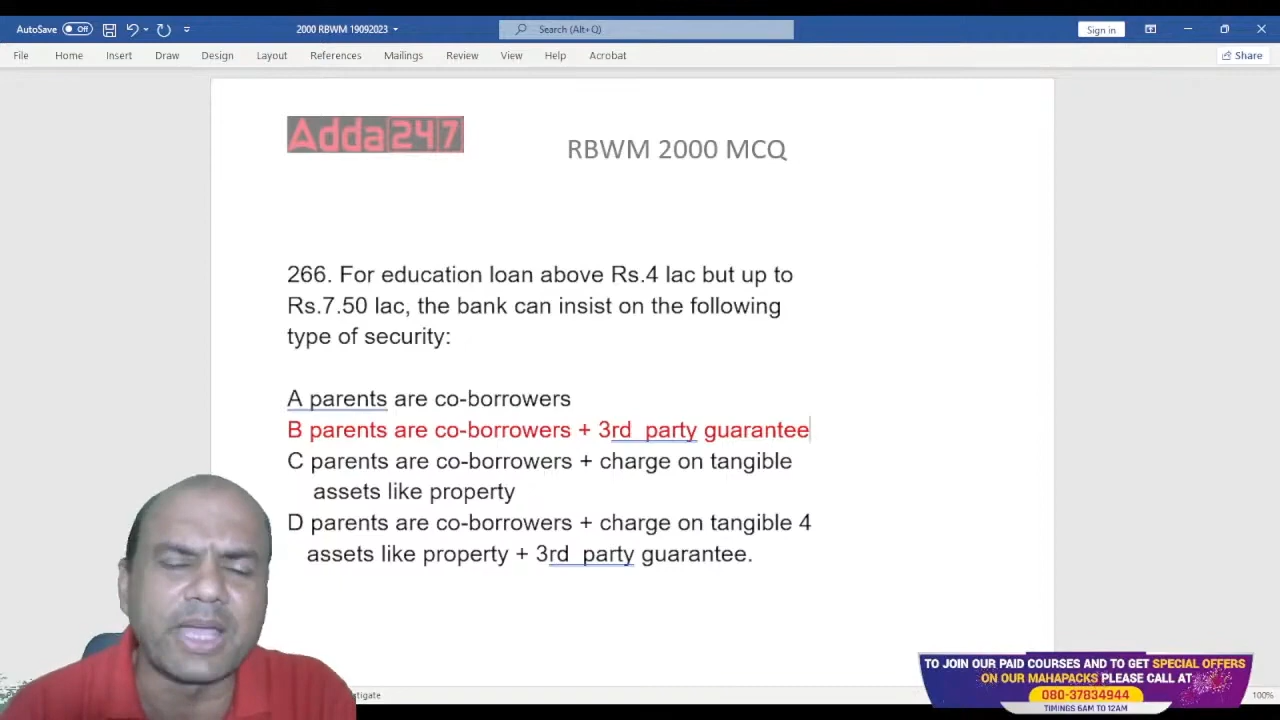 AutoSave Off 2000 RBWM 19092023 Search (Alt+Q) Sign in
File Home Insert Draw Design Layout References Mailings Review View Help Acrobat Share
Adda247
RBWM 2000 MCQ
266. For education loan above Rs.4 lac but up to
Rs.7.50 lac, the bank can insist on the following
type of security:
A parents are co-borrowers
B parents are co-borrowers + 3rd party guarantee
C parents are co-borrowers + charge on tangible
assets like property
D parents are co-borrowers + charge on tangible 4
assets like property + 3rd party guarantee.
TO JOIN OUR PAID COURSES AND TO GET SPECIAL OFFERS
ON OUR MAHAPACKS PLEASE CALL AT
080-37834944
TIMINGS 6AM TO 12AM
100%